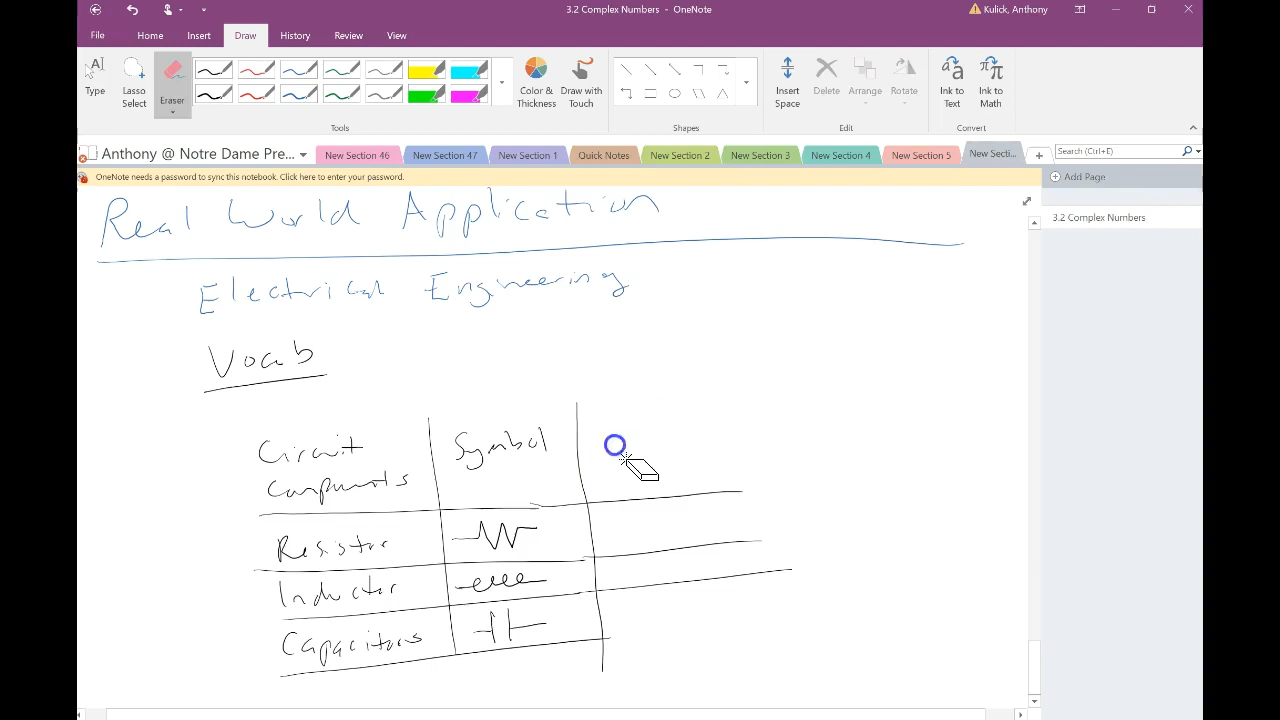 3.2 Complex Numbers - OneNote
Kulick, Anthony
File Home Insert Draw History Review View
Type
Lasso Select
Eraser
Color & Thickness
Draw with Touch
Insert Space
Delete
Arrange
Rotate
Ink to Text
Ink to Math
Tools
Shapes
Edit
Convert
Anthony @ Notre Dame Pre...
New Section 46
New Section 47
New Section 1
Quick Notes
New Section 2
New Section 3
New Section 4
New Section 5
New Secti...
Search (Ctrl+E)
OneNote needs a password to sync this notebook. Click here to enter your password.
Add Page
3.2 Complex Numbers
Real World Application
Electrical Engineering
Vocab
Circuit Components
Symbol
Resistor
Inductor
Capacitors